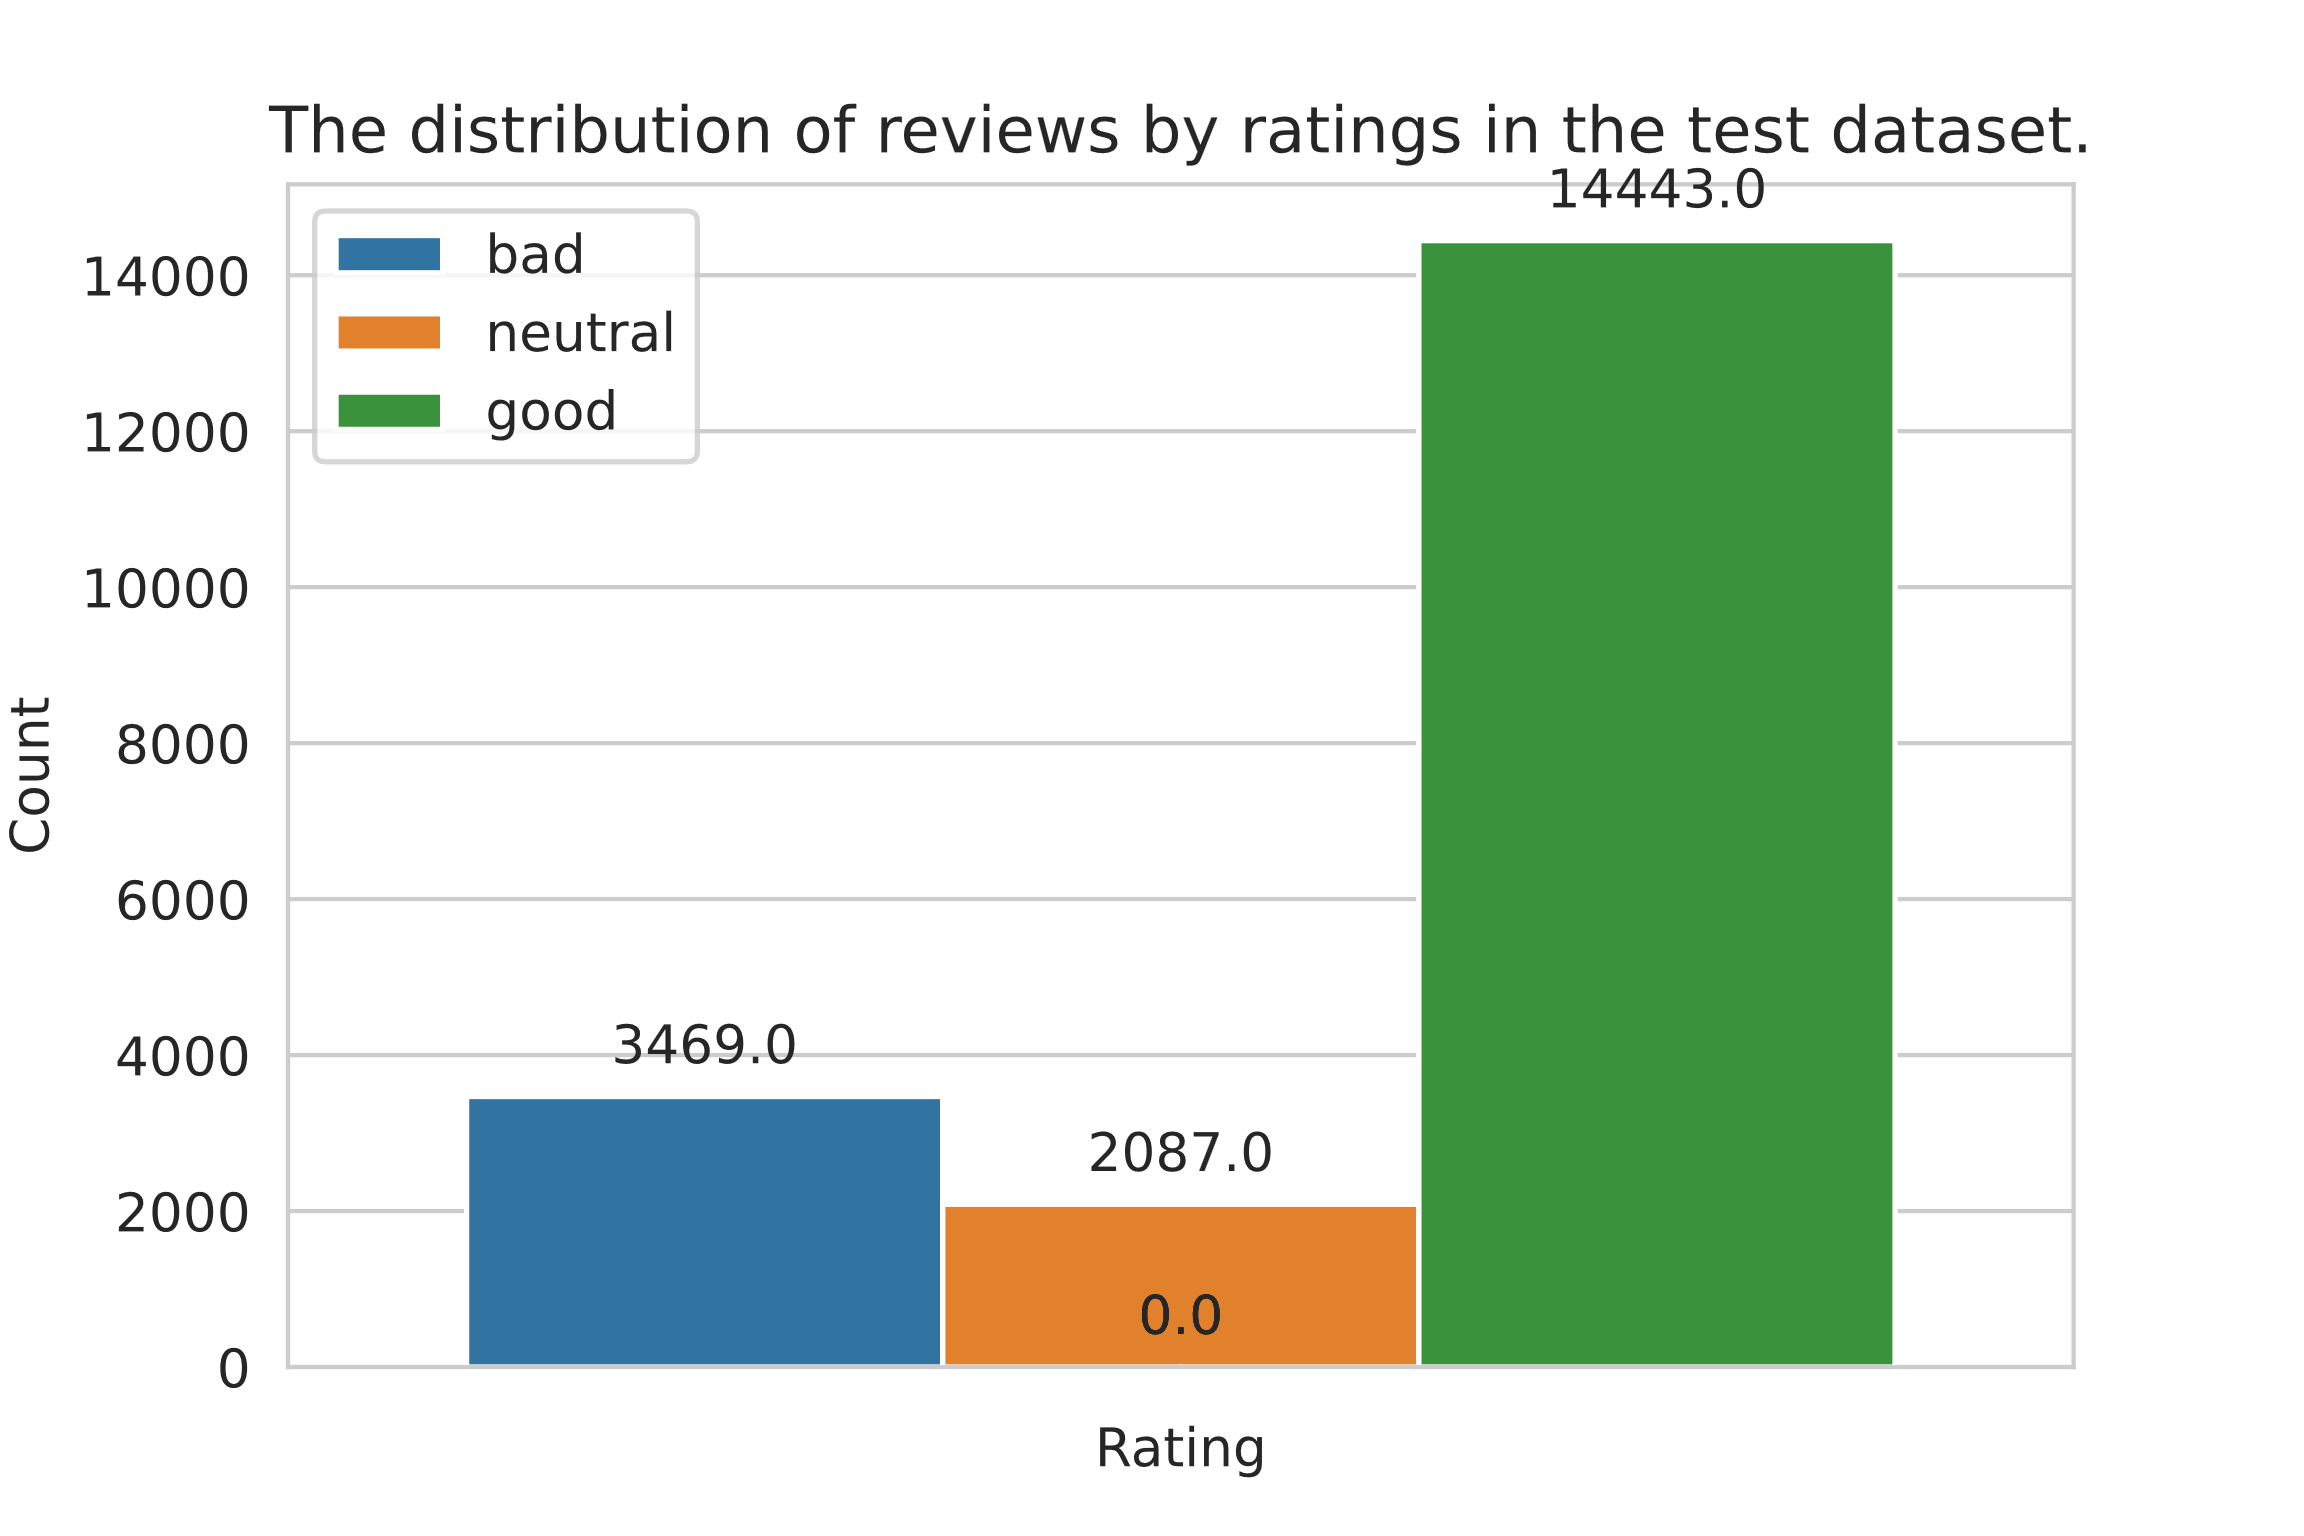 The distribution of reviews by ratings in the test dataset.
14443.0
bad
neutral
good
14000
12000
10000
8000
6000
4000
2000
0
Count
3469.0
2087.0
0.0
Rating